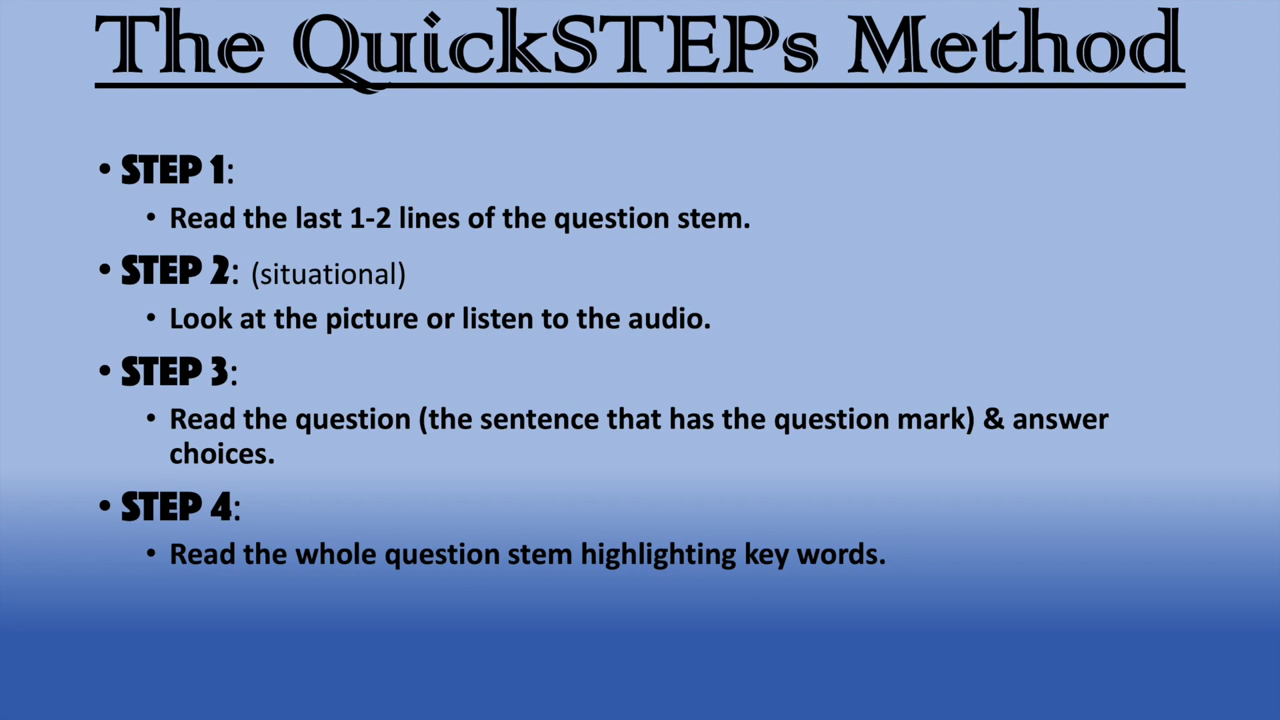 The QuickSTEPs Method
• STEP 1:
• Read the last 1-2 lines of the question stem.
• STEP 2: (situational)
• Look at the picture or listen to the audio.
• STEP 3:
• Read the question (the sentence that has the question mark) & answer
choices.
• STEP 4:
• Read the whole question stem highlighting key words.